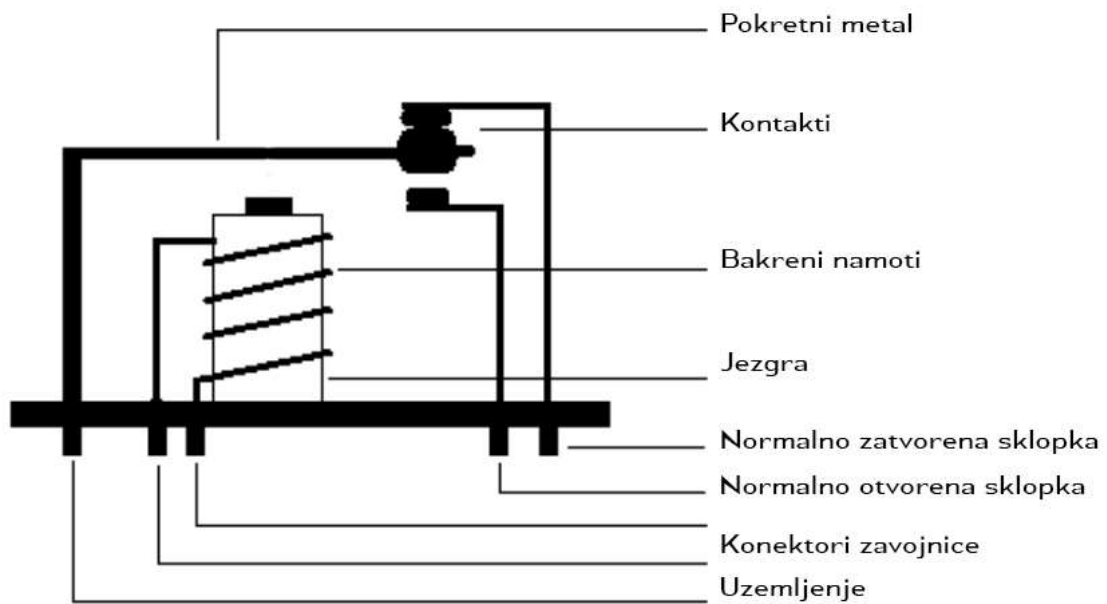 Pokretni metal
Kontakti
Bakreni namoti
Jezgra
Normalno zatvorena sklopka
Normalno otvorena sklopka
Konektori zavojnice
Uzemljenje